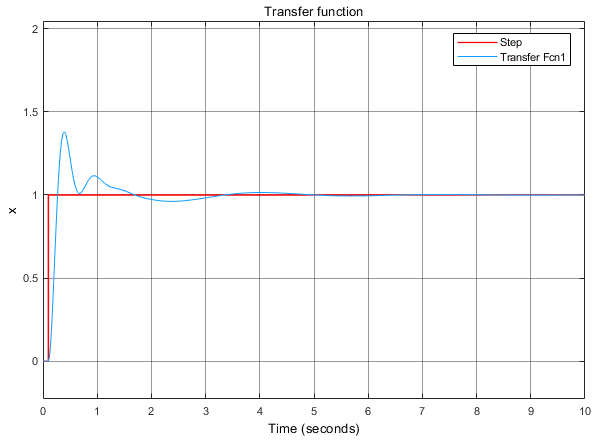 Transfer function
Step
Transfer Fcn1
2
1.5
1
0.5
0
x
0 1 2 3 4 5 6 7 8 9 10
Time (seconds)